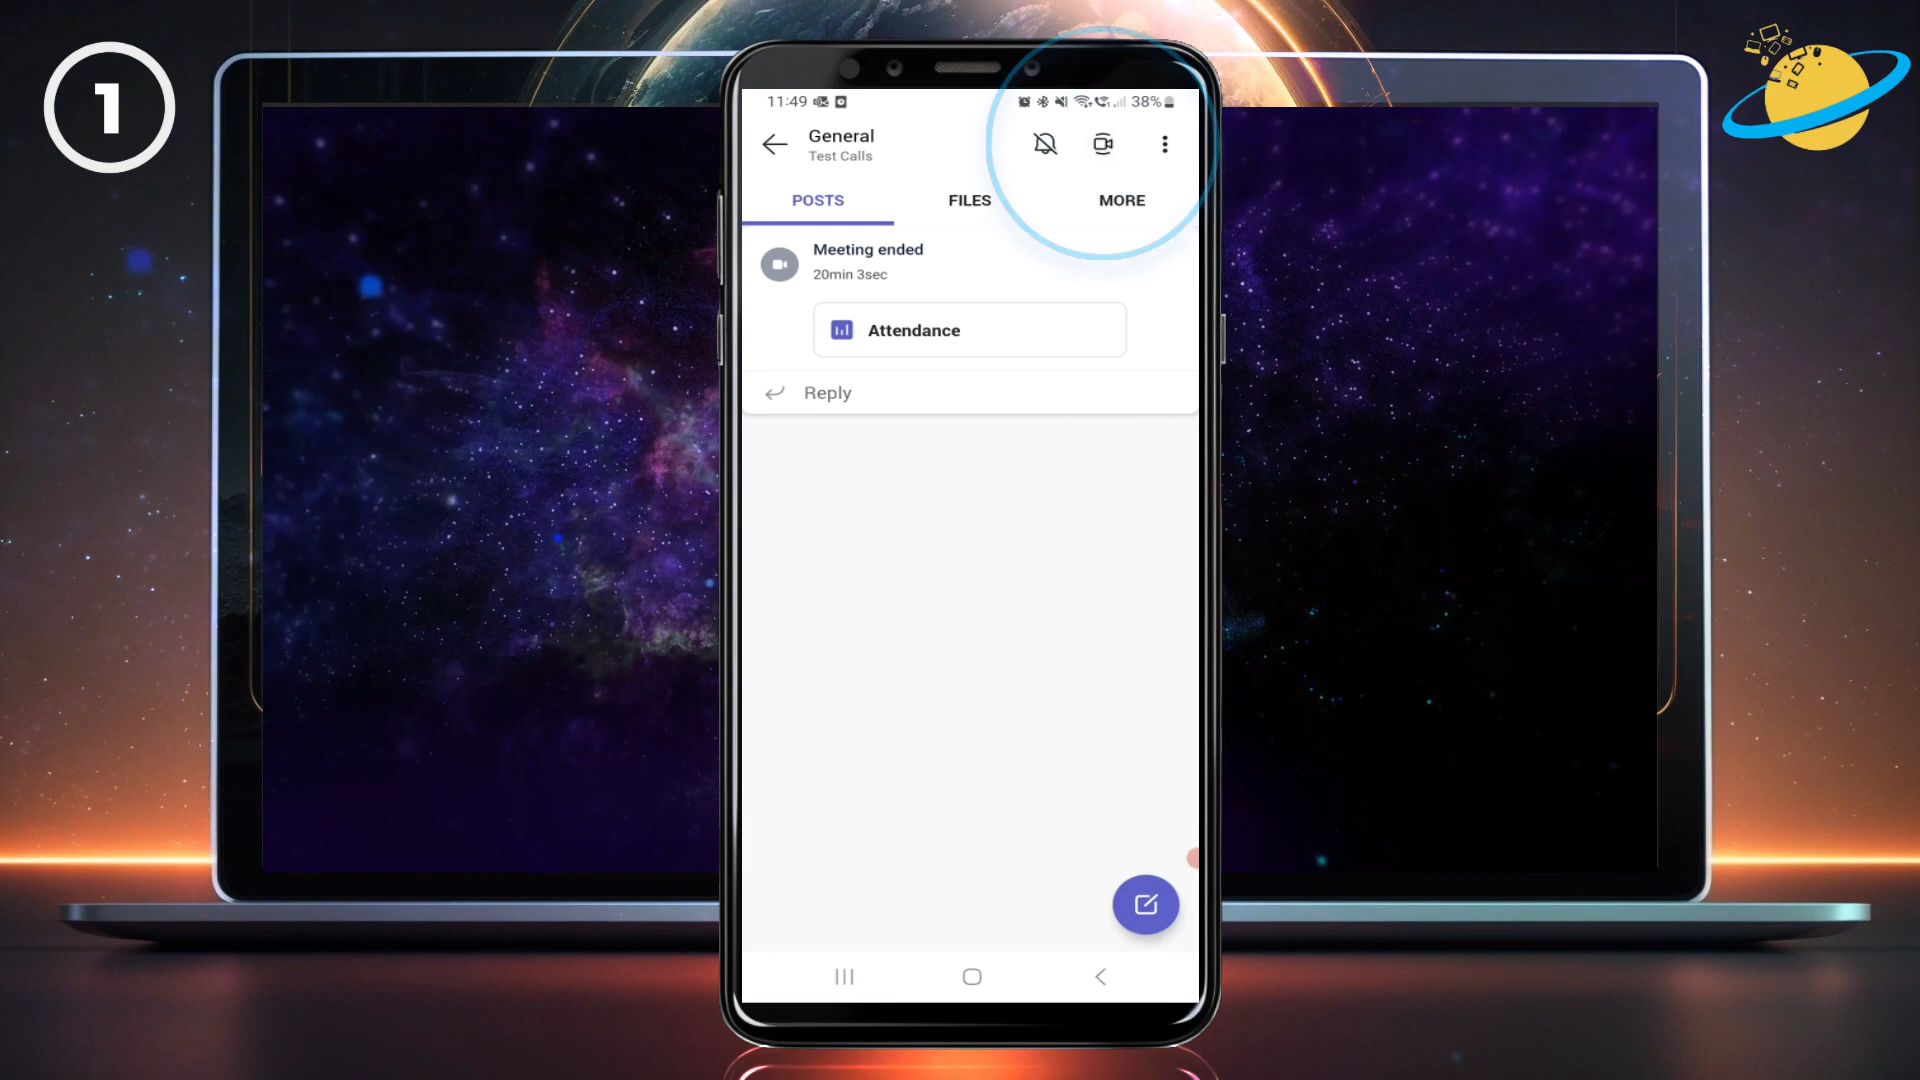 1
11:49
38%
General
Test Calls
POSTS
FILES
MORE
Meeting ended
20min 3sec
Attendance
Reply